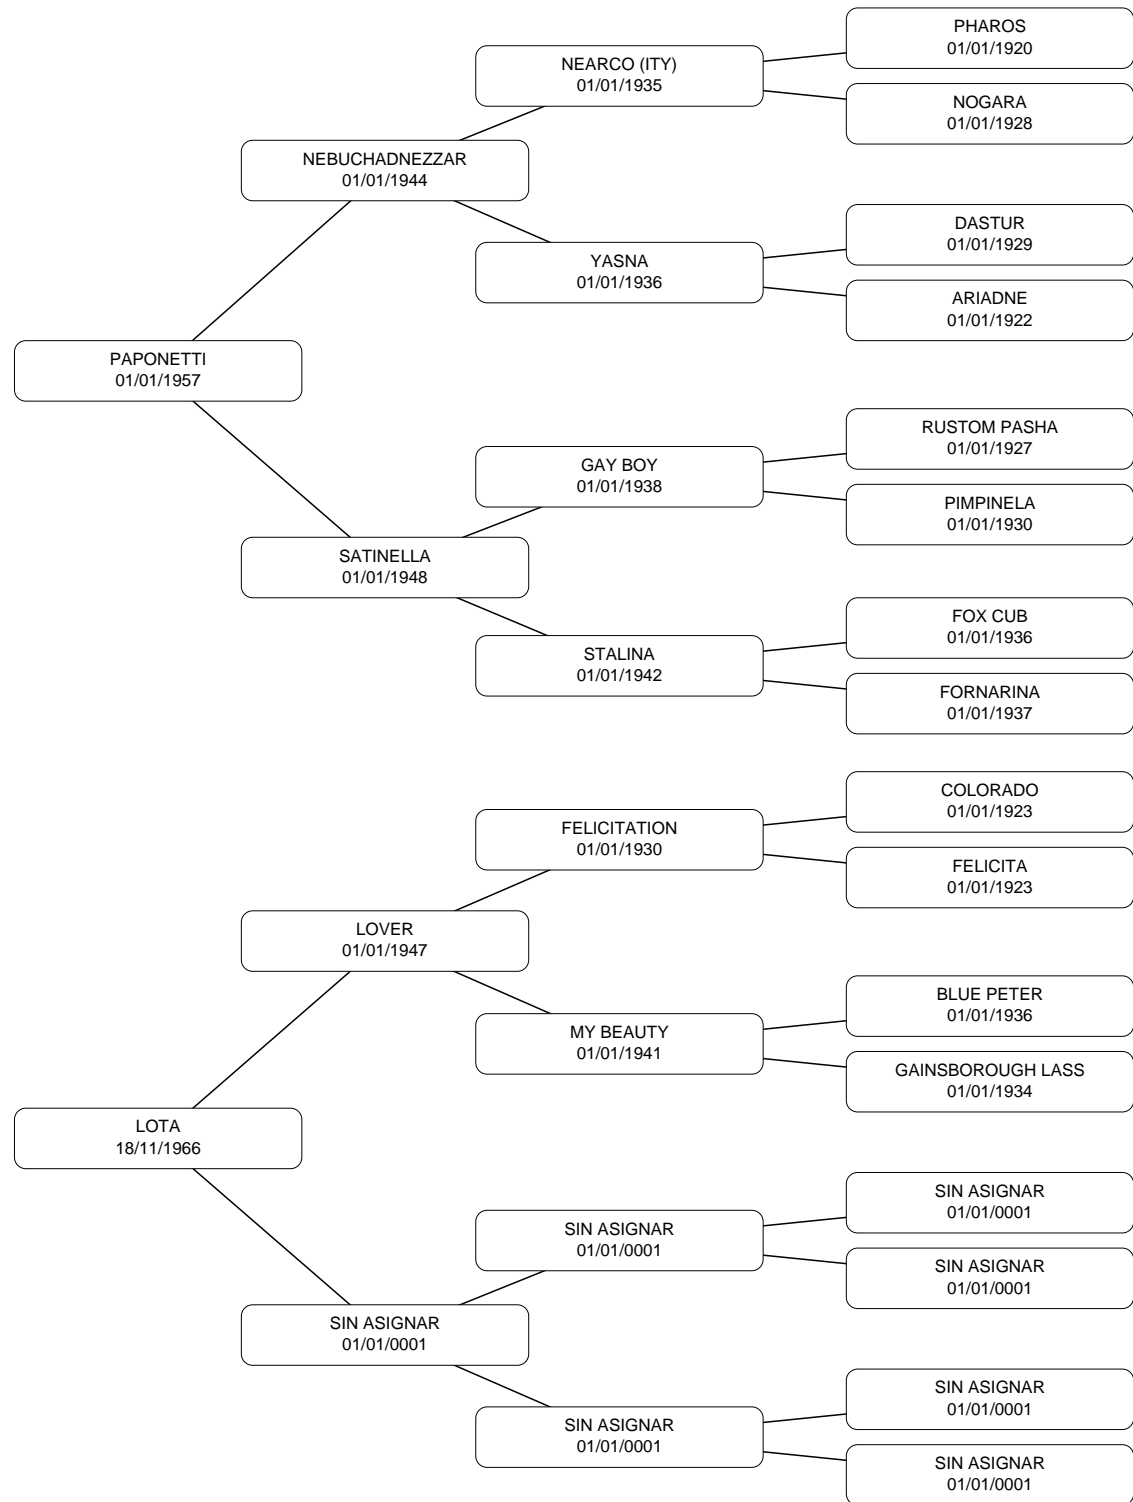 PHAROS
01/01/1920
NEARCO (ITY)
01/01/1935
NOGARA
01/01/1928
NEBUCHADNEZZAR
01/01/1944
DASTUR
01/01/1929
YASNA
01/01/1936
ARIADNE
01/01/1922
PAPONETTI
01/01/1957
RUSTOM PASHA
01/01/1927
GAY BOY
01/01/1938
PIMPINELA
01/01/1930
SATINELLA
01/01/1948
FOX CUB
01/01/1936
STALINA
01/01/1942
FORNARINA
01/01/1937
COLORADO
01/01/1923
FELICITATION
01/01/1930
FELICITA
01/01/1923
LOVER
01/01/1947
BLUE PETER
01/01/1936
MY BEAUTY
01/01/1941
GAINSBOROUGH LASS
01/01/1934
LOTA
18/11/1966
SIN ASIGNAR
01/01/0001
SIN ASIGNAR
01/01/0001
SIN ASIGNAR
01/01/0001
SIN ASIGNAR
01/01/0001
SIN ASIGNAR
01/01/0001
SIN ASIGNAR
01/01/0001
SIN ASIGNAR
01/01/0001